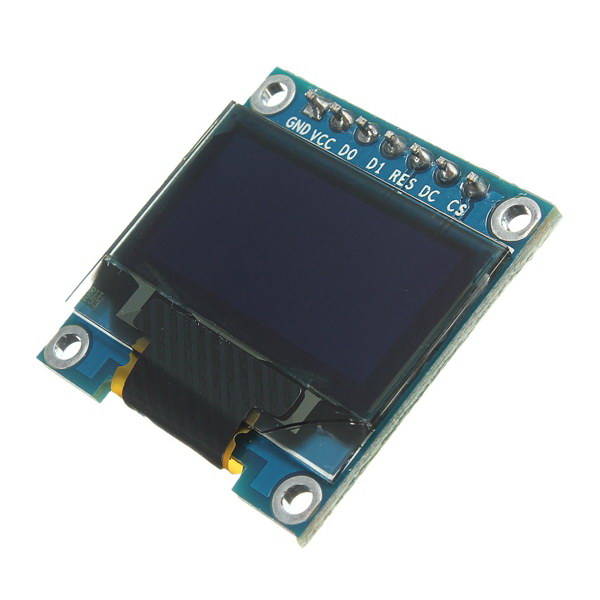 GND VCC D0 D1 RES DC CS